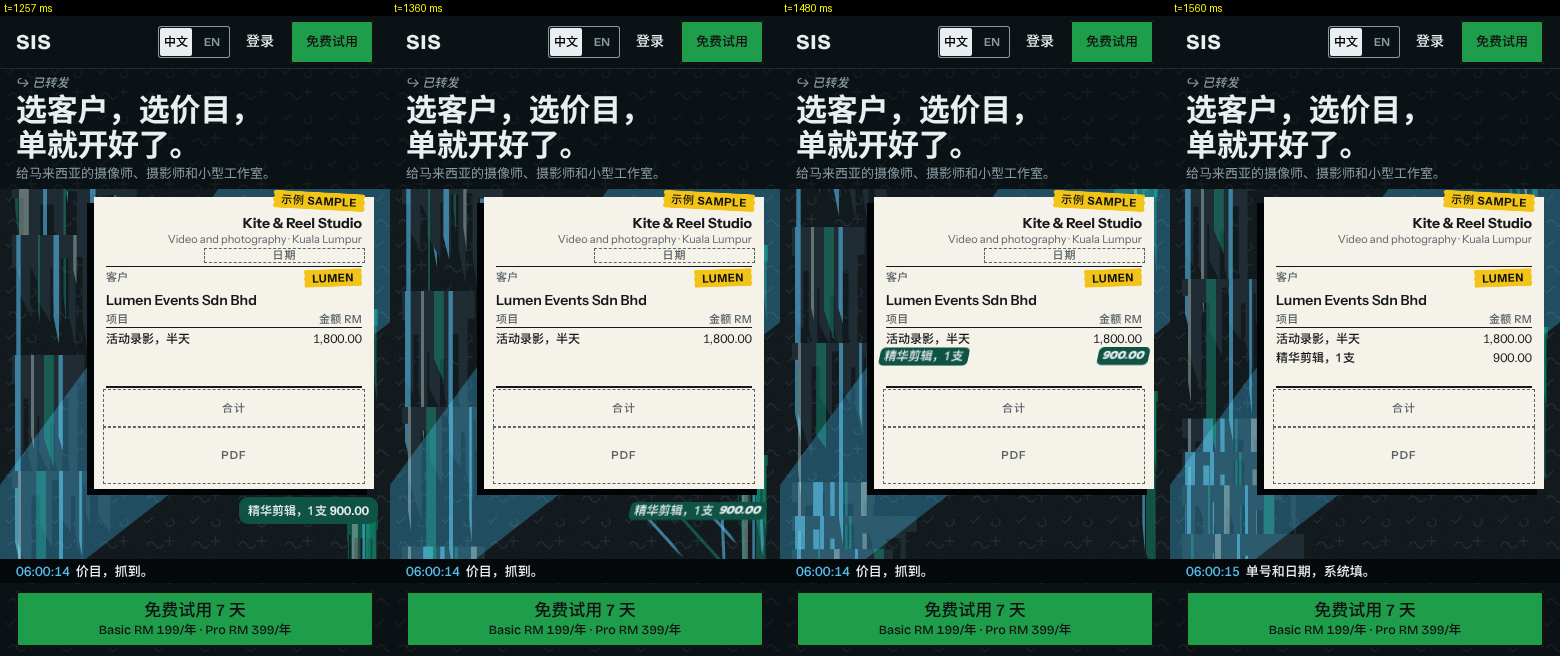 t=1257 ms
SIS
中文 EN
登录
免费试用
↪ 已转发
选客户，选价目，
单就开好了。
给马来西亚的摄像师、摄影师和小型工作室。
示例 SAMPLE
Kite & Reel Studio
Video and photography · Kuala Lumpur
日期
客户
LUMEN
Lumen Events Sdn Bhd
项目 金额 RM
活动录影，半天 1,800.00
合计
PDF
精华剪辑，1支 900.00
06:00:14 价目，抓到。
免费试用 7 天
Basic RM 199/年 · Pro RM 399/年
t=1360 ms
SIS
中文 EN
登录
免费试用
↪ 已转发
选客户，选价目，
单就开好了。
给马来西亚的摄像师、摄影师和小型工作室。
示例 SAMPLE
Kite & Reel Studio
Video and photography · Kuala Lumpur
日期
客户
LUMEN
Lumen Events Sdn Bhd
项目 金额 RM
活动录影，半天 1,800.00
合计
PDF
精华剪辑，1支 900.00
06:00:14 价目，抓到。
免费试用 7 天
Basic RM 199/年 · Pro RM 399/年
t=1480 ms
SIS
中文 EN
登录
免费试用
↪ 已转发
选客户，选价目，
单就开好了。
给马来西亚的摄像师、摄影师和小型工作室。
示例 SAMPLE
Kite & Reel Studio
Video and photography · Kuala Lumpur
日期
客户
LUMEN
Lumen Events Sdn Bhd
项目 金额 RM
活动录影，半天 1,800.00
精华剪辑，1支 900.00
合计
PDF
06:00:14 价目，抓到。
免费试用 7 天
Basic RM 199/年 · Pro RM 399/年
t=1560 ms
SIS
中文 EN
登录
免费试用
↪ 已转发
选客户，选价目，
单就开好了。
给马来西亚的摄像师、摄影师和小型工作室。
示例 SAMPLE
Kite & Reel Studio
Video and photography · Kuala Lumpur
客户
LUMEN
Lumen Events Sdn Bhd
项目 金额 RM
活动录影，半天 1,800.00
精华剪辑，1支 900.00
合计
PDF
06:00:15 单号和日期，系统填。
免费试用 7 天
Basic RM 199/年 · Pro RM 399/年